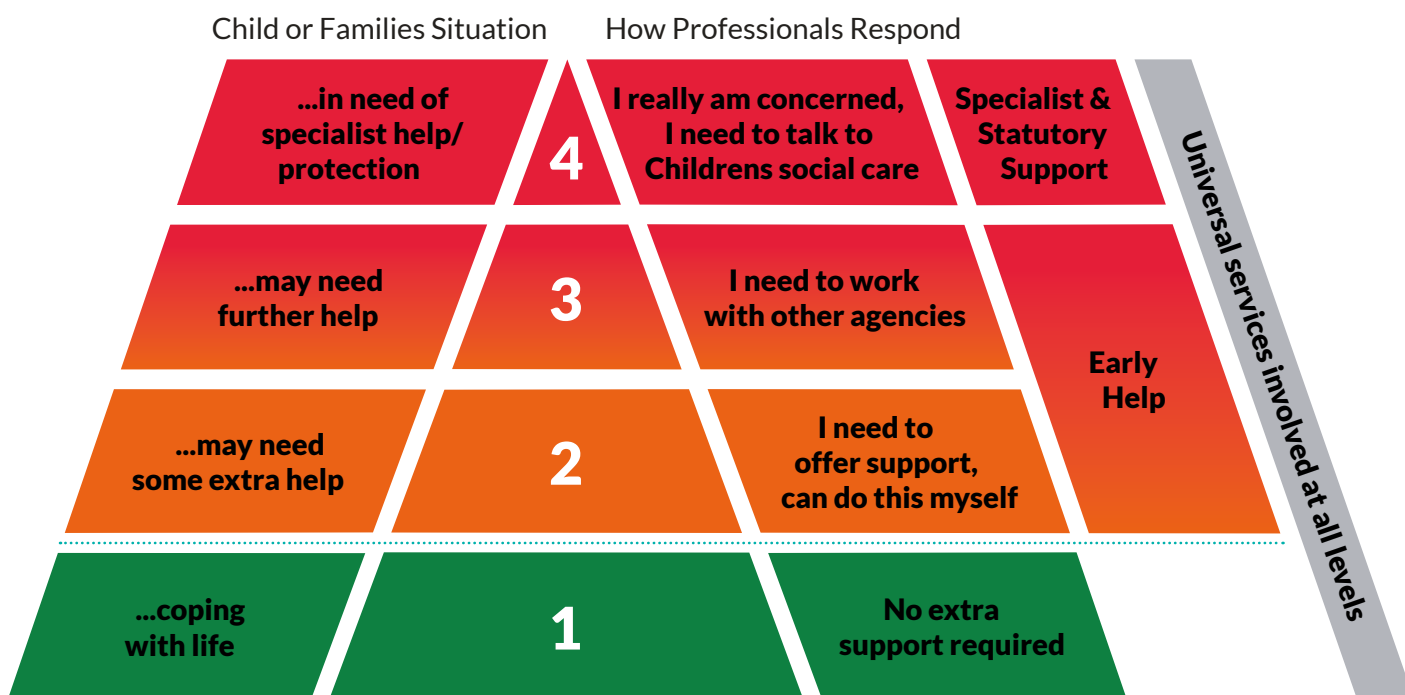 Child or Families Situation
How Professionals Respond
...in need of
specialist help/
protection
4
I really am concerned,
I need to talk to
Childrens social care
Specialist &
Statutory
Support
...may need
further help
3
I need to work
with other agencies
Early
Help
...may need
some extra help
2
I need to
offer support,
can do this myself
...coping
with life
1
No extra
support required
Universal services involved at all levels